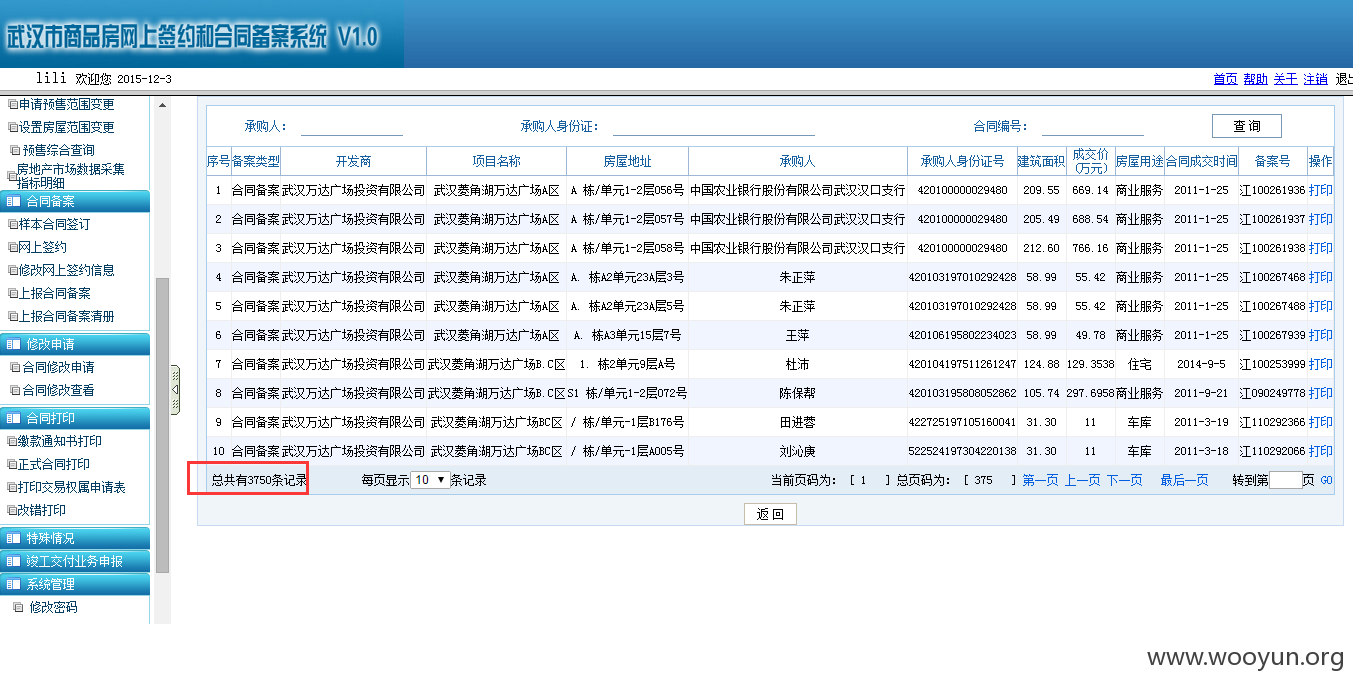 武汉市商品房网上签约和合同备案系统 V1.0
lili 欢迎您 2015-12-3
首页 帮助 关于 注销 退出
申请预售范围变更
设置房屋范围变更
预售综合查询
房地产市场数据采集
指标明细
合同备案
样本合同签订
网上签约
修改网上签约信息
上报合同备案
上报合同备案清册
修改申请
合同修改申请
合同修改查看
合同打印
缴款通知书打印
正式合同打印
打印交易权属申请表
改错打印
特殊情况
竣工交付业务申报
系统管理
修改密码
承购人: 承购人身份证: 合同编号: 查 询
序号 备案类型 开发商 项目名称 房屋地址 承购人 承购人身份证号 建筑面积 成交价(万元) 房屋用途 合同成交时间 备案号 操作
1 合同备案 武汉万达广场投资有限公司 武汉菱角湖万达广场A区 A 栋/单元1-2层056号 中国农业银行股份有限公司武汉汉口支行 420100000029480 209.55 669.14 商业服务 2011-1-25 江100261936 打印
2 合同备案 武汉万达广场投资有限公司 武汉菱角湖万达广场A区 A 栋/单元1-2层057号 中国农业银行股份有限公司武汉汉口支行 420100000029480 205.49 688.54 商业服务 2011-1-25 江100261937 打印
3 合同备案 武汉万达广场投资有限公司 武汉菱角湖万达广场A区 A 栋/单元1-2层058号 中国农业银行股份有限公司武汉汉口支行 420100000029480 212.60 766.16 商业服务 2011-1-25 江100261938 打印
4 合同备案 武汉万达广场投资有限公司 武汉菱角湖万达广场A区 A. 栋A2单元23A层3号 朱正萍 420103197010292428 58.99 55.42 商业服务 2011-1-25 江100267468 打印
5 合同备案 武汉万达广场投资有限公司 武汉菱角湖万达广场A区 A. 栋A2单元23A层5号 朱正萍 420103197010292428 58.99 55.42 商业服务 2011-1-25 江100267488 打印
6 合同备案 武汉万达广场投资有限公司 武汉菱角湖万达广场A区 A. 栋A3单元15层7号 王萍 420106195802234023 58.99 49.78 商业服务 2011-1-25 江100267939 打印
7 合同备案 武汉万达广场投资有限公司 武汉菱角湖万达广场B.C区 1. 栋2单元9层A号 杜沛 420104197511261247 124.88 129.3538 住宅 2014-9-5 江100253999 打印
8 合同备案 武汉万达广场投资有限公司 武汉菱角湖万达广场B.C区 S1 栋/单元1-2层072号 陈保帮 420103195808052862 105.74 297.6958 商业服务 2011-9-21 江090249778 打印
9 合同备案 武汉万达广场投资有限公司 武汉菱角湖万达广场BC区 / 栋/单元-1层B176号 田进蓉 422725197105160041 31.30 11 车库 2011-3-19 江110292366 打印
10 合同备案 武汉万达广场投资有限公司 武汉菱角湖万达广场BC区 / 栋/单元-1层A005号 刘沁庚 522524197304220138 31.30 11 车库 2011-3-18 江110292066 打印
总共有3750条记录 每页显示 10 条记录 当前页码为: [ 1 ] 总页码为: [ 375 ] 第一页 上一页 下一页 最后一页 转到第 页 GO
返 回
www.wooyun.org